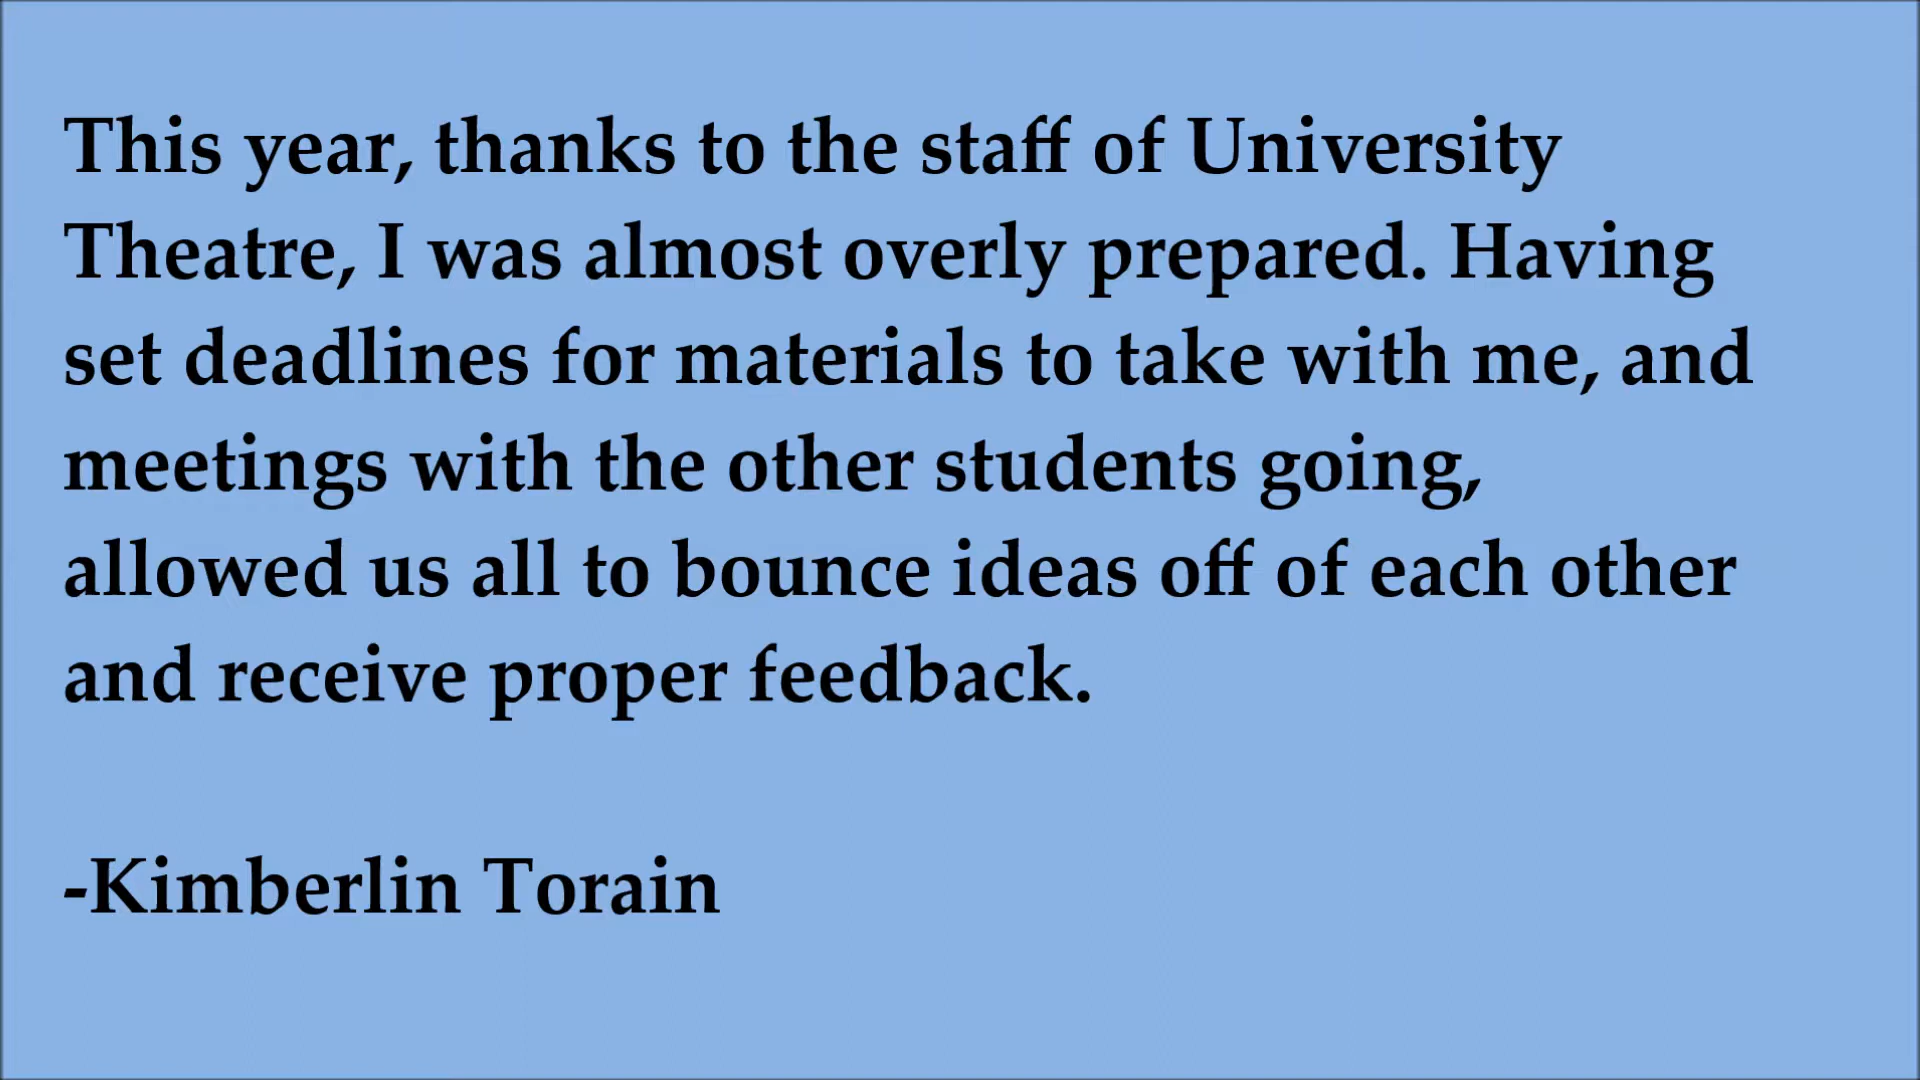 This year, thanks to the staff of University
Theatre, I was almost overly prepared. Having
set deadlines for materials to take with me, and
meetings with the other students going,
allowed us all to bounce ideas off of each other
and receive proper feedback.
-Kimberlin Torain